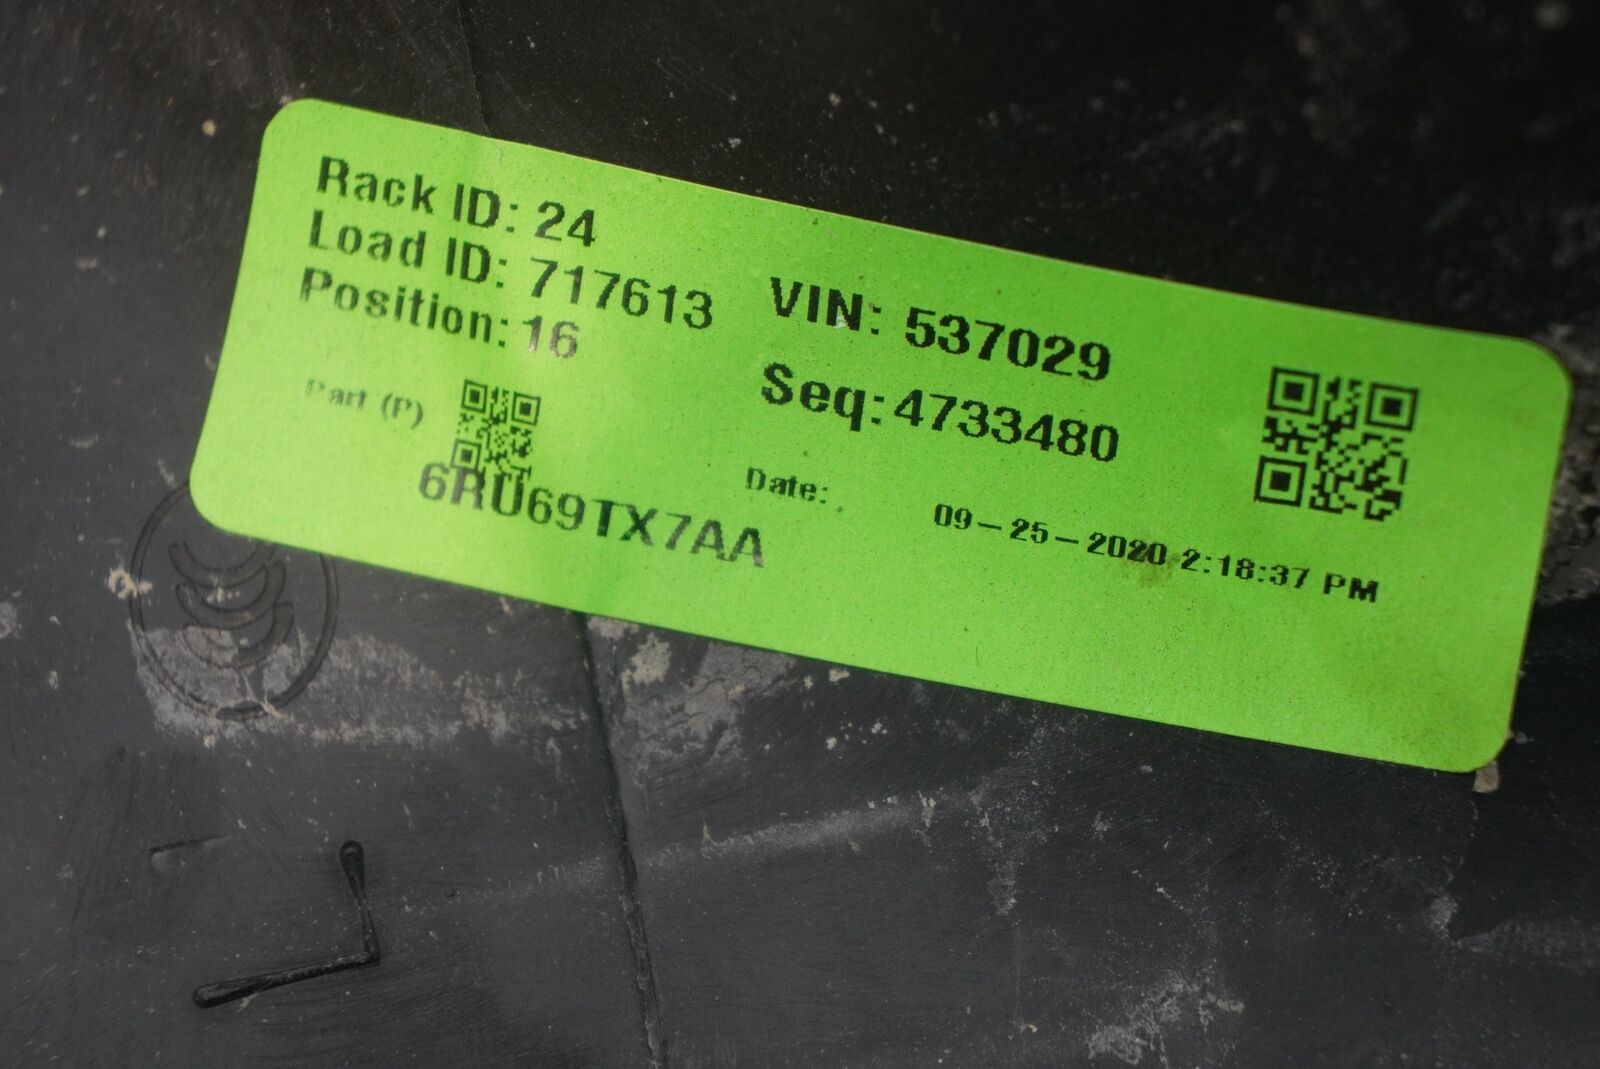 Rack ID: 24
Load ID: 717613
Position: 16
VIN: 537029
Seq: 4733480
Part (P)
6RU69TX7AA
Date: 09-25-2020 2:18:37 PM